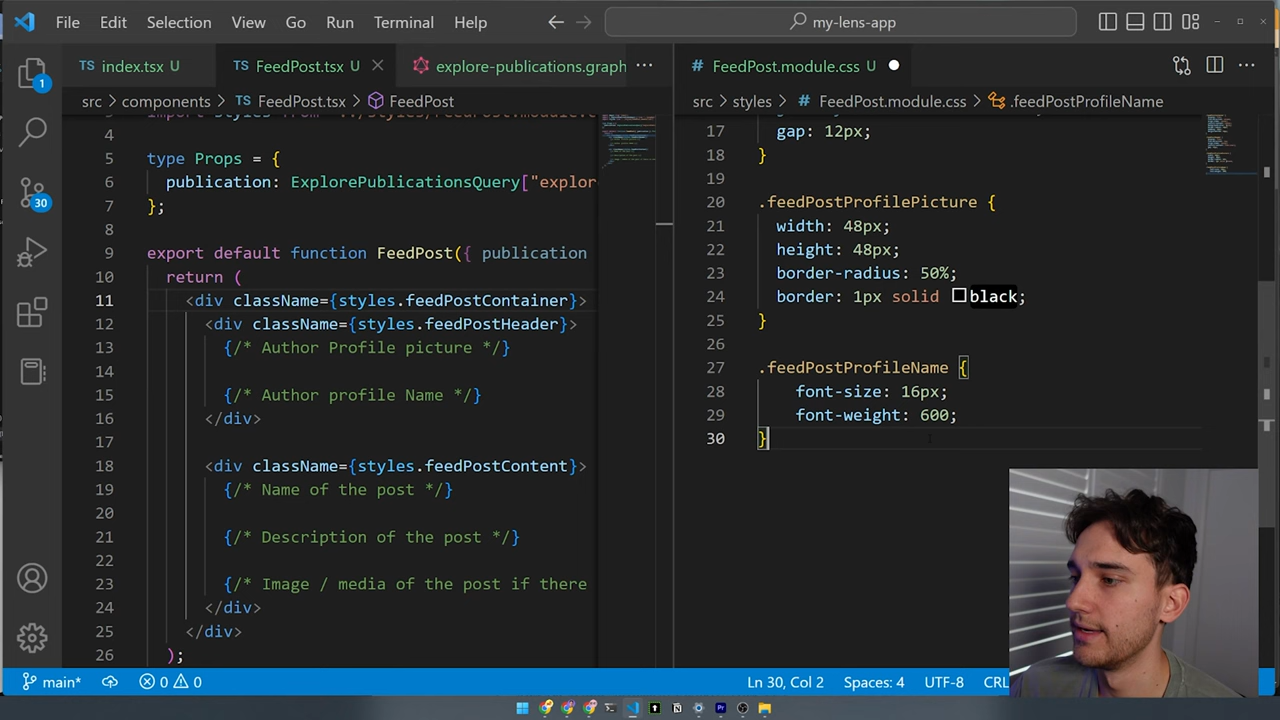 File Edit Selection View Go Run Terminal Help
my-lens-app
TS index.tsx U
TS FeedPost.tsx U
explore-publications.graph
# FeedPost.module.css U
src > components > TS FeedPost.tsx > FeedPost
src > styles > # FeedPost.module.css > .feedPostProfileName
4
5 type Props = {
6 publication: ExplorePublicationsQuery["explor
7 };
8
9 export default function FeedPost({ publication
10 return (
11 <div className={styles.feedPostContainer}>
12 <div className={styles.feedPostHeader}>
13 {/* Author Profile picture */}
14
15 {/* Author profile Name */}
16 </div>
17
18 <div className={styles.feedPostContent}>
19 {/* Name of the post */}
20
21 {/* Description of the post */}
22
23 {/* Image / media of the post if there
24 </div>
25 </div>
26 );
17 gap: 12px;
18 }
19
20 .feedPostProfilePicture {
21 width: 48px;
22 height: 48px;
23 border-radius: 50%;
24 border: 1px solid black;
25 }
26
27 .feedPostProfileName {
28 font-size: 16px;
29 font-weight: 600;
30 }
1
30
main* 0 0
Ln 30, Col 2 Spaces: 4 UTF-8 CRL